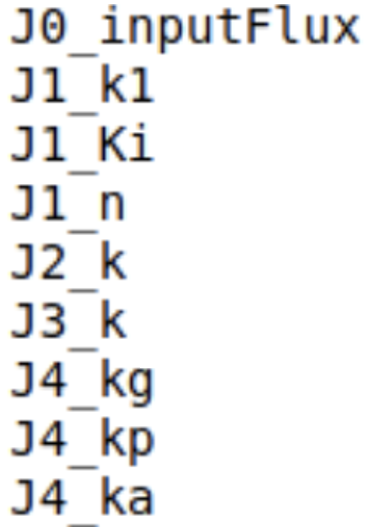 J0_inputFlux
J1_k1
J1_Ki
J1_n
J2_k
J3_k
J4_kg
J4_kp
J4_ka